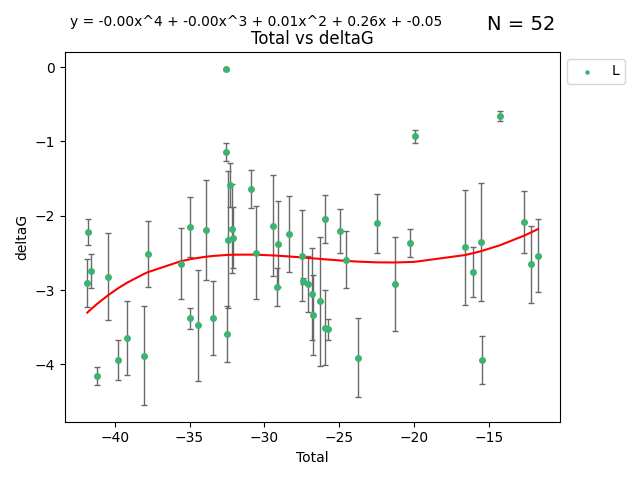 y = -0.00x^4 + -0.00x^3 + 0.01x^2 + 0.26x + -0.05
N = 52
Total vs deltaG
L
0
−1
−2
−3
−4
deltaG
−40 −35 −30 −25 −20 −15
Total